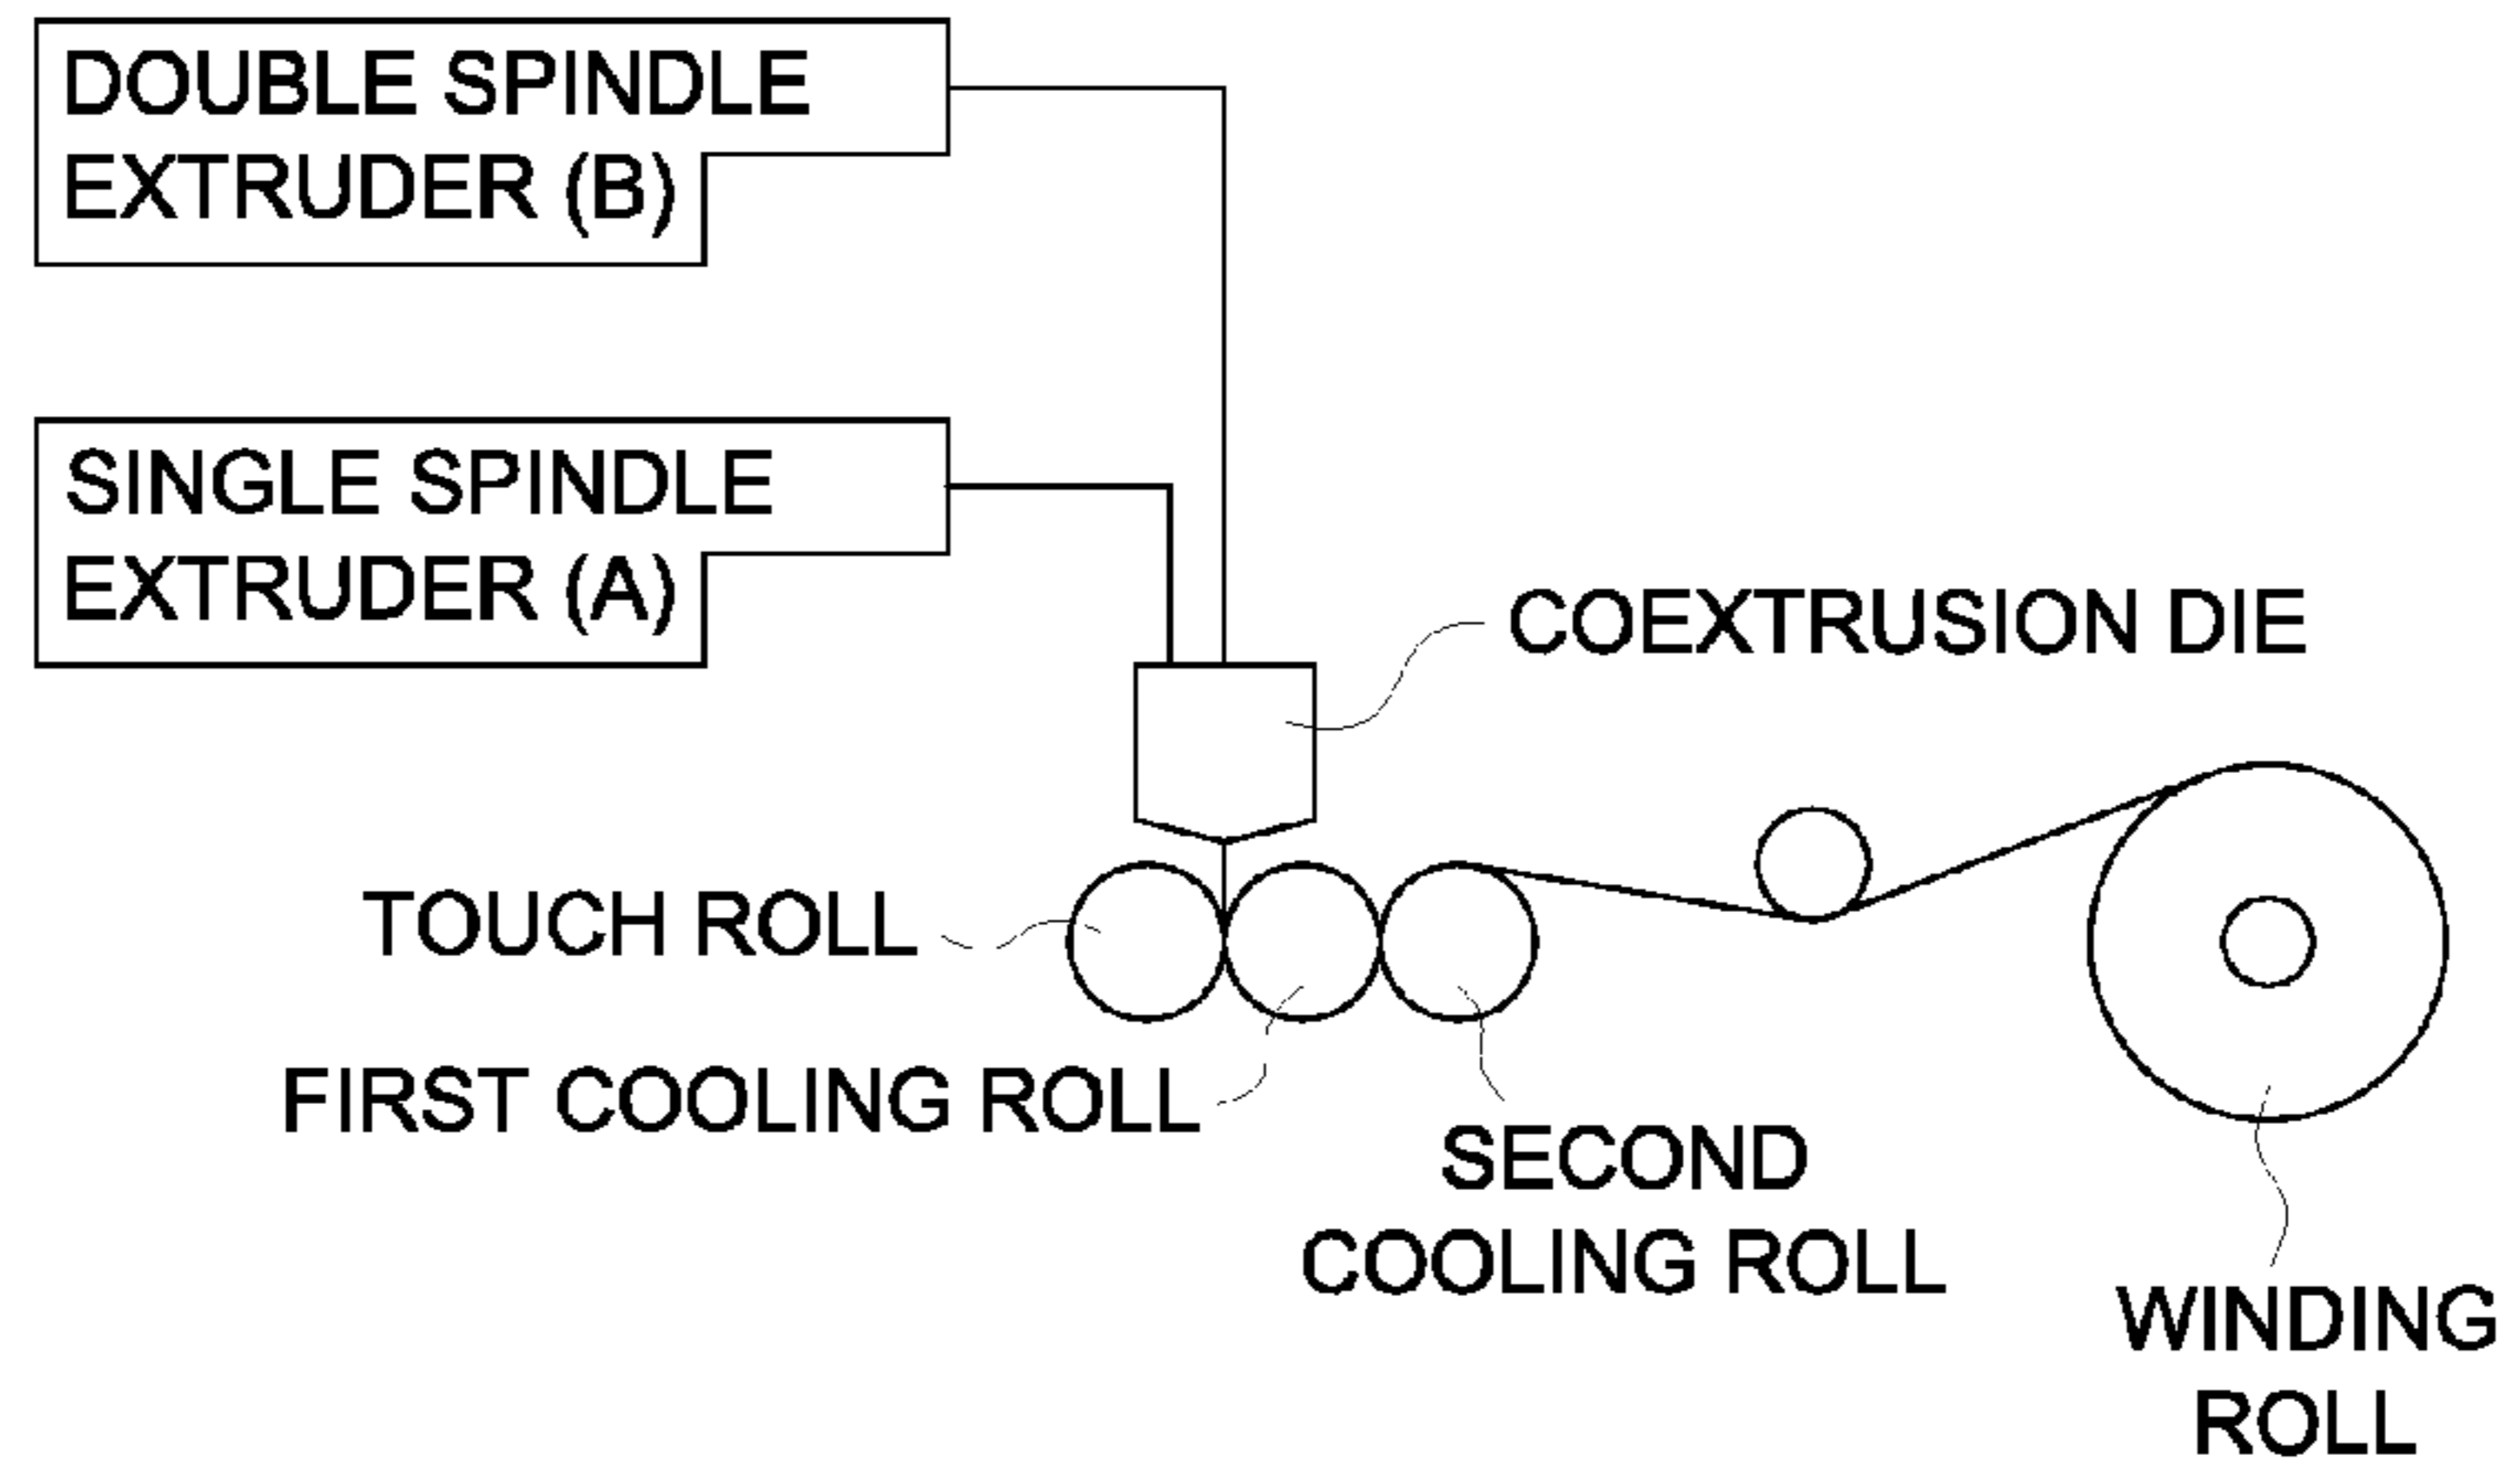 DOUBLE SPINDLE
EXTRUDER (B)
SINGLE SPINDLE
EXTRUDER (A)
COEXTRUSION DIE
TOUCH ROLL
FIRST COOLING ROLL
SECOND
COOLING ROLL
WINDING
ROLL